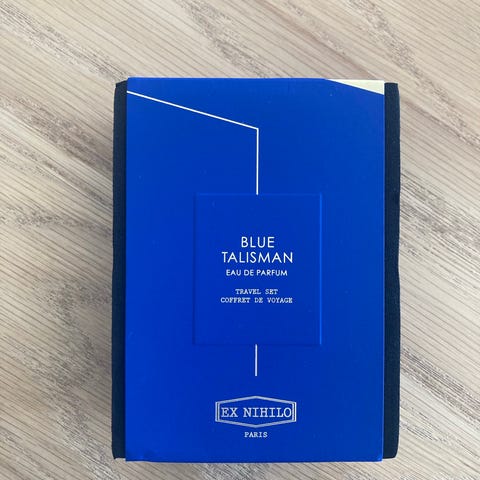 BLUE
TALISMAN
EAU DE PARFUM
TRAVEL SET
COFFRET DE VOYAGE
EX NIHILO
PARIS